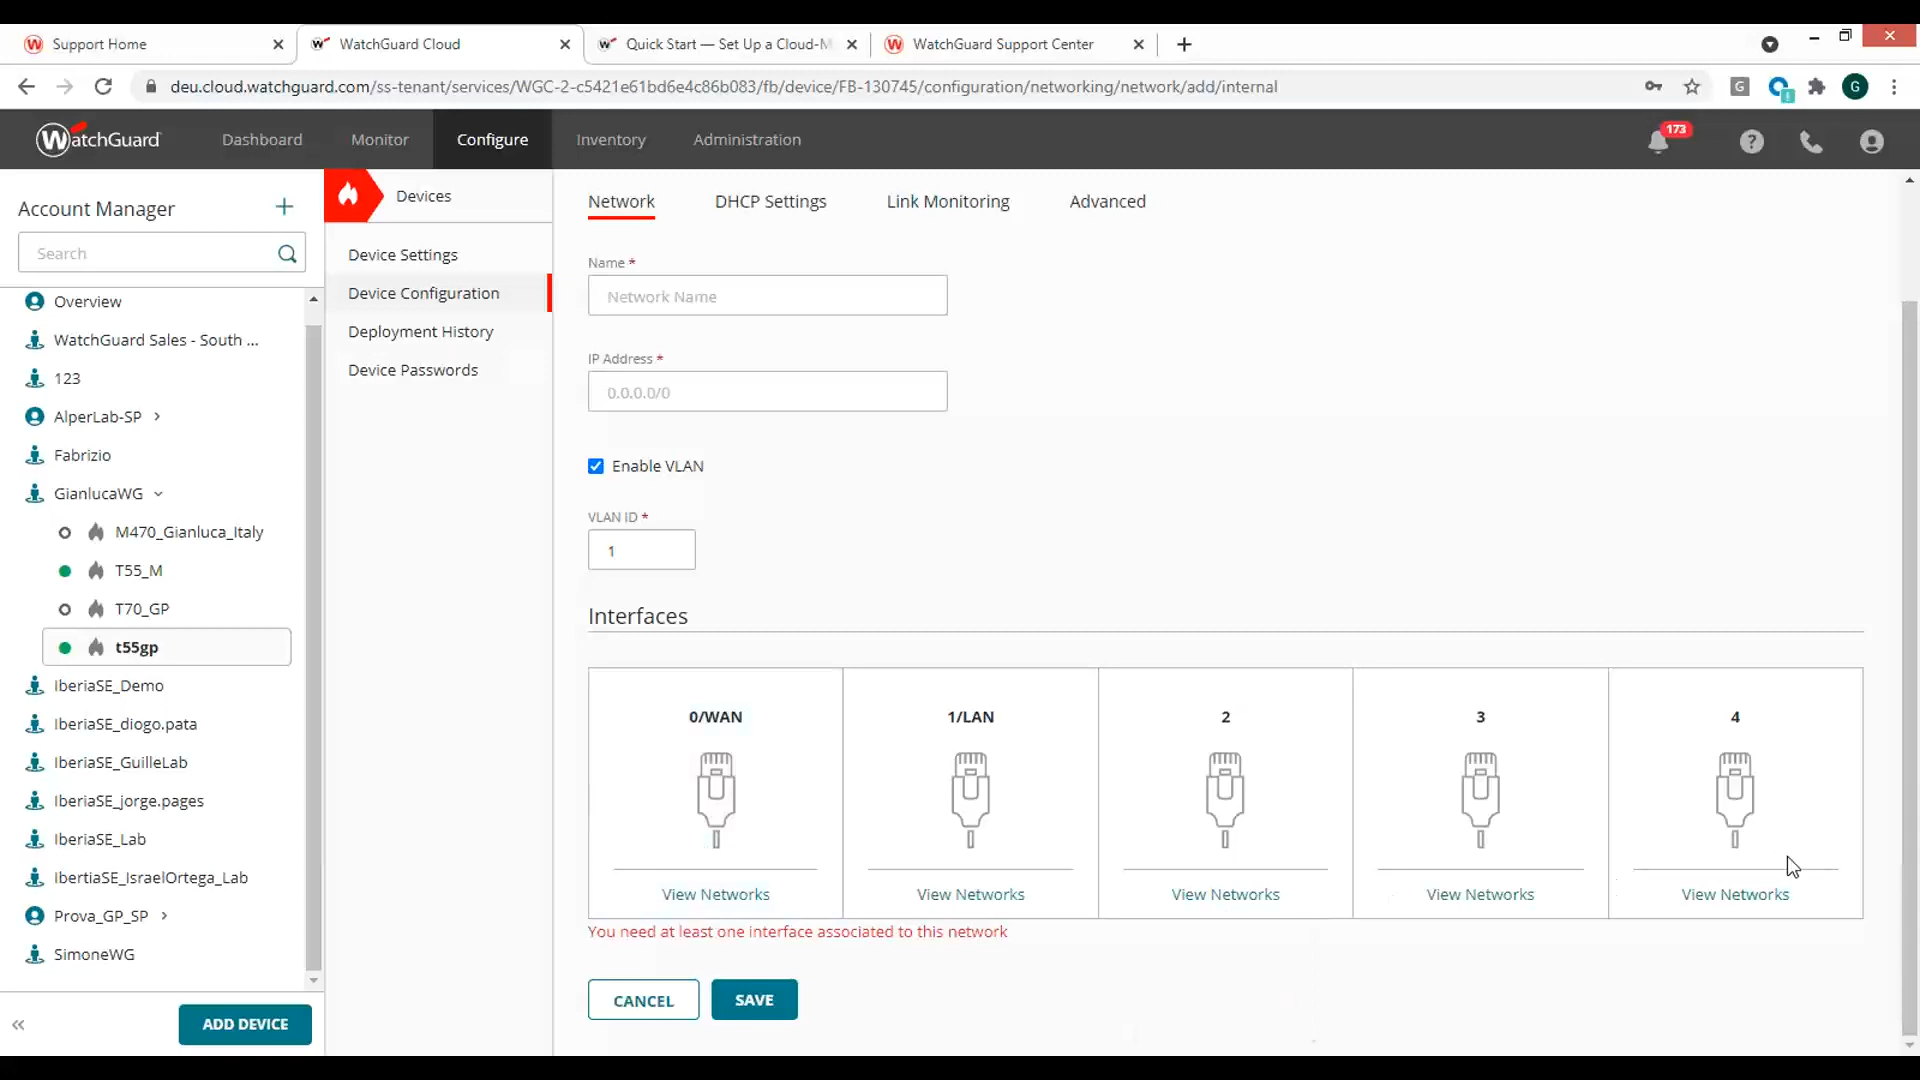 Support Home
WatchGuard Cloud
Quick Start — Set Up a Cloud-M
WatchGuard Support Center
deu.cloud.watchguard.com/ss-tenant/services/WGC-2-c5421e61bd6e4c86b083/fb/device/FB-130745/configuration/networking/network/add/internal
G
G
WatchGuard
Dashboard
Monitor
Configure
Inventory
Administration
173
Account Manager
Search
Overview
WatchGuard Sales - South ...
123
AlperLab-SP
Fabrizio
GianlucaWG
M470_Gianluca_Italy
T55_M
T70_GP
t55gp
IberiaSE_Demo
IberiaSE_diogo.pata
IberiaSE_GuilleLab
IberiaSE_jorge.pages
IberiaSE_Lab
IbertiaSE_IsraelOrtega_Lab
Prova_GP_SP
SimoneWG
ADD DEVICE
Devices
Device Settings
Device Configuration
Deployment History
Device Passwords
Network
DHCP Settings
Link Monitoring
Advanced
Name *
Network Name
IP Address *
0.0.0.0/0
Enable VLAN
VLAN ID *
1
Interfaces
0/WAN
1/LAN
2
3
4
View Networks
View Networks
View Networks
View Networks
View Networks
You need at least one interface associated to this network
CANCEL
SAVE